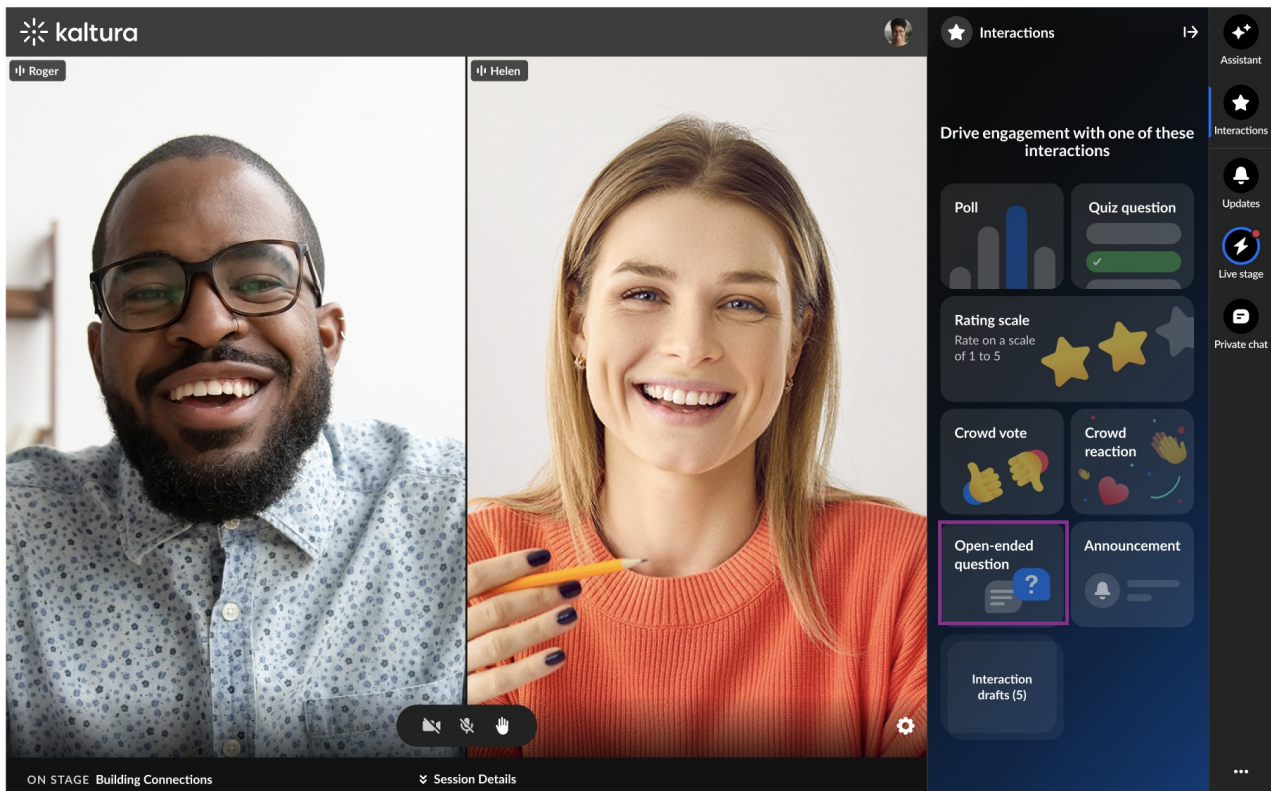 kaltura
Roger
Helen
ON STAGE Building Connections
Session Details
Interactions
Drive engagement with one of these
interactions
Poll
Quiz question
Rating scale
Rate on a scale
of 1 to 5
Crowd vote
Crowd
reaction
Open-ended
question
?
Announcement
Interaction
drafts (5)
Assistant
Interactions
Updates
Live stage
Private chat